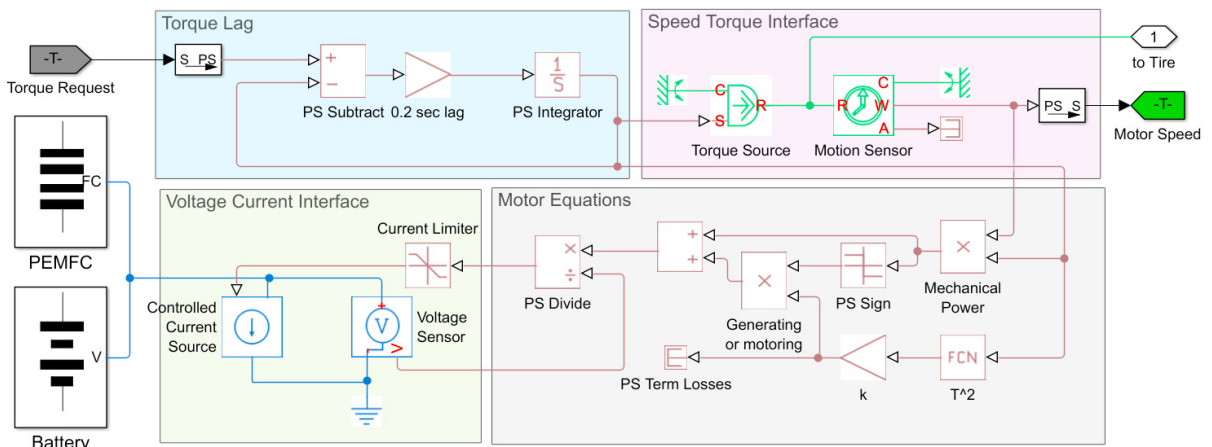 Torque Lag
Speed Torque Interface
-T-
Torque Request
S PS
+
−
PS Subtract
0.2 sec lag
1
S
PS Integrator
C
S
R
Torque Source
R
C
W
A
Motion Sensor
PS S
1
to Tire
-T-
Motor Speed
FC
PEMFC
V
Battery
Voltage Current Interface
Current Limiter
Controlled
Current
Source
+
V
-
V
Voltage
Sensor
Motor Equations
×
÷
PS Divide
+
+
×
Generating
or motoring
PS Sign
×
Mechanical
Power
PS Term Losses
k
FCN
T^2